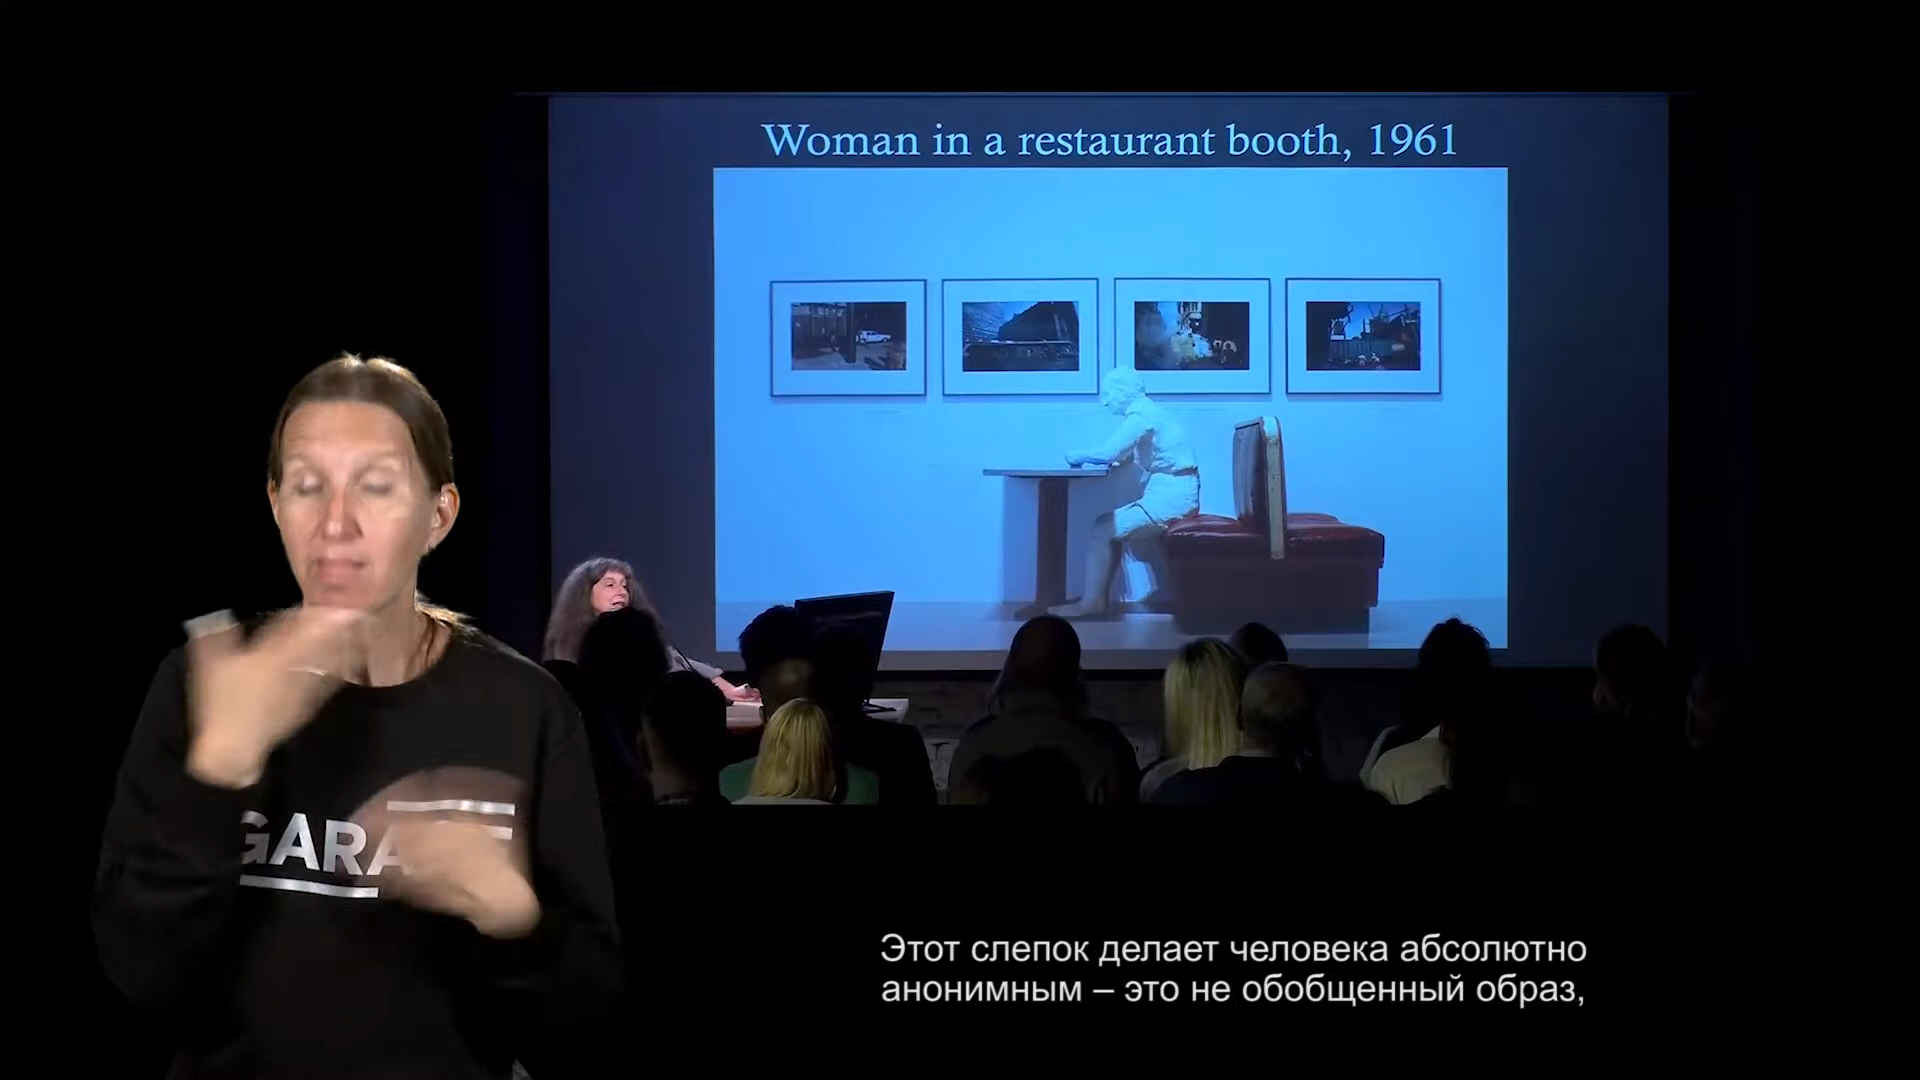 Woman in a restaurant booth, 1961
GARA
Этот слепок делает человека абсолютно
анонимным – это не обобщенный образ,